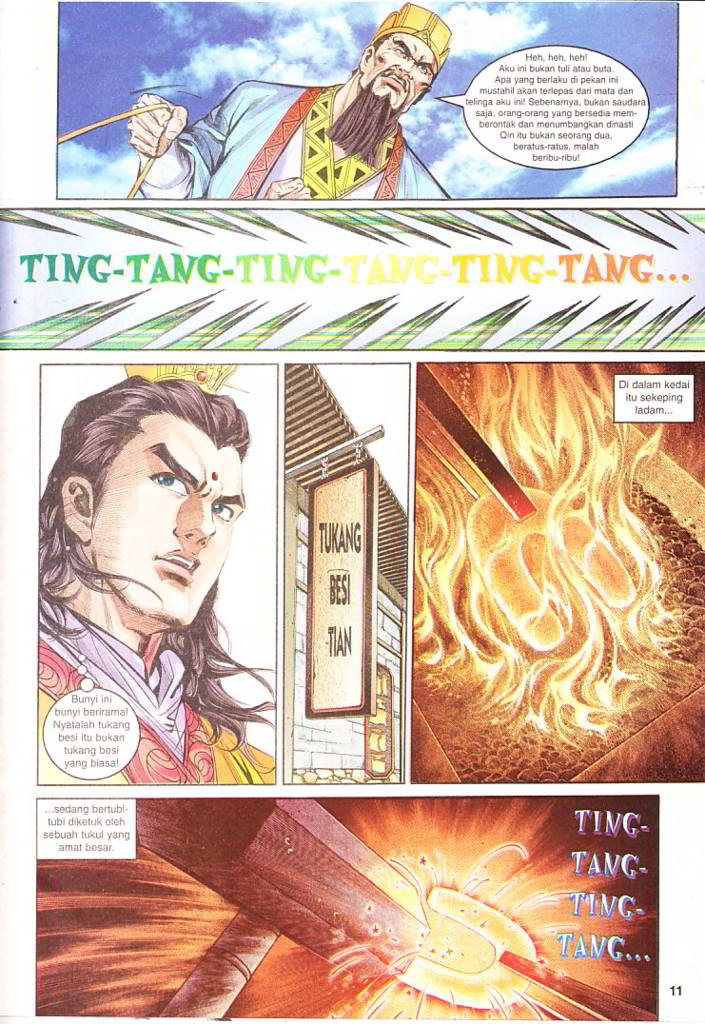 Heh, heh, heh!
Aku ini bukan tuli atau buta.
Apa yang berlaku di pekan ini
mustahil akan terlepas dari mata dan
telinga aku ini! Sebenarnya, bukan saudara
saja, orang-orang yang bersedia mem-
berontak dan menumbangkan dinasti
Qin itu bukan seorang dua,
beratus-ratus, malah
beribu-ribu!
TING-TANG-TING-TANG-TING-TANG...
Bunyi ini
bunyi berirama!
Nyatalah tukang
besi itu bukan
tukang besi
yang biasa!
TUKANG
BESI
TIAN
Di dalam kedai
itu sekeping
ladam...
...sedang bertubi-
tubi diketuk oleh
sebuah tukul yang
amat besar.
TING-
TANG-
TING-
TANG...
11